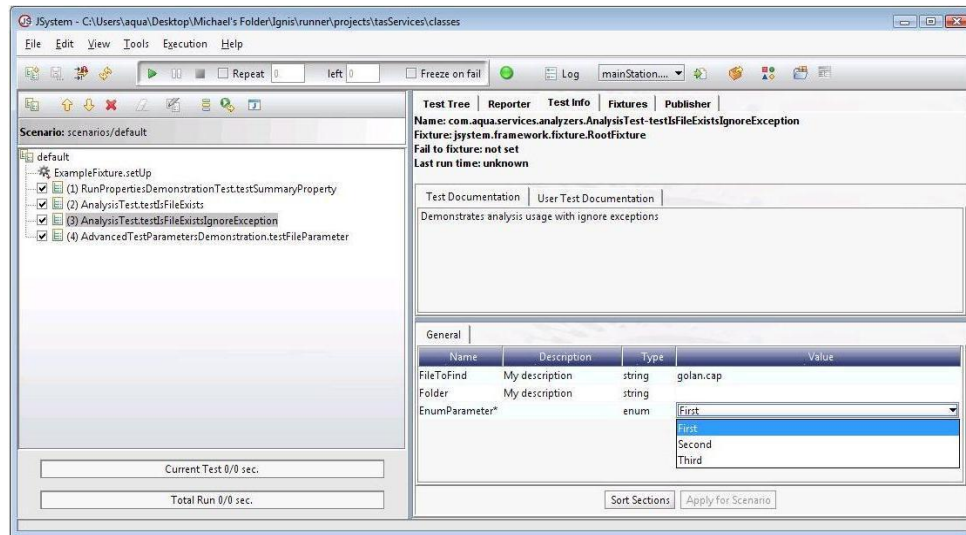 JSystem - C:\Users\aqua\Desktop\Michael's Folder\Ignis\runner\projects\tasServices\classes
File Edit View Tools Execution Help
Repeat 0 left 0 Freeze on fail Log mainStation....
Scenario: scenarios/default
default
ExampleFixture.setUp
(1) RunPropertiesDemonstrationTest.testSummaryProperty
(2) AnalysisTest.testIsFileExists
(3) AnalysisTest.testIsFileExistsIgnoreException
(4) AdvancedTestParametersDemonstration.testFileParameter
Current Test 0/0 sec.
Total Run 0/0 sec.
Test Tree Reporter Test Info Fixtures Publisher
Name: com.aqua.services.analyzers.AnalysisTest-testIsFileExistsIgnoreException
Fixture: jsystem.framework.fixture.RootFixture
Fail to fixture: not set
Last run time: unknown
Test Documentation User Test Documentation
Demonstrates analysis usage with ignore exceptions
General
Name Description Type Value
FileToFind My description string golan.cap
Folder My description string
EnumParameter* enum First
First
Second
Third
Sort Sections Apply for Scenario